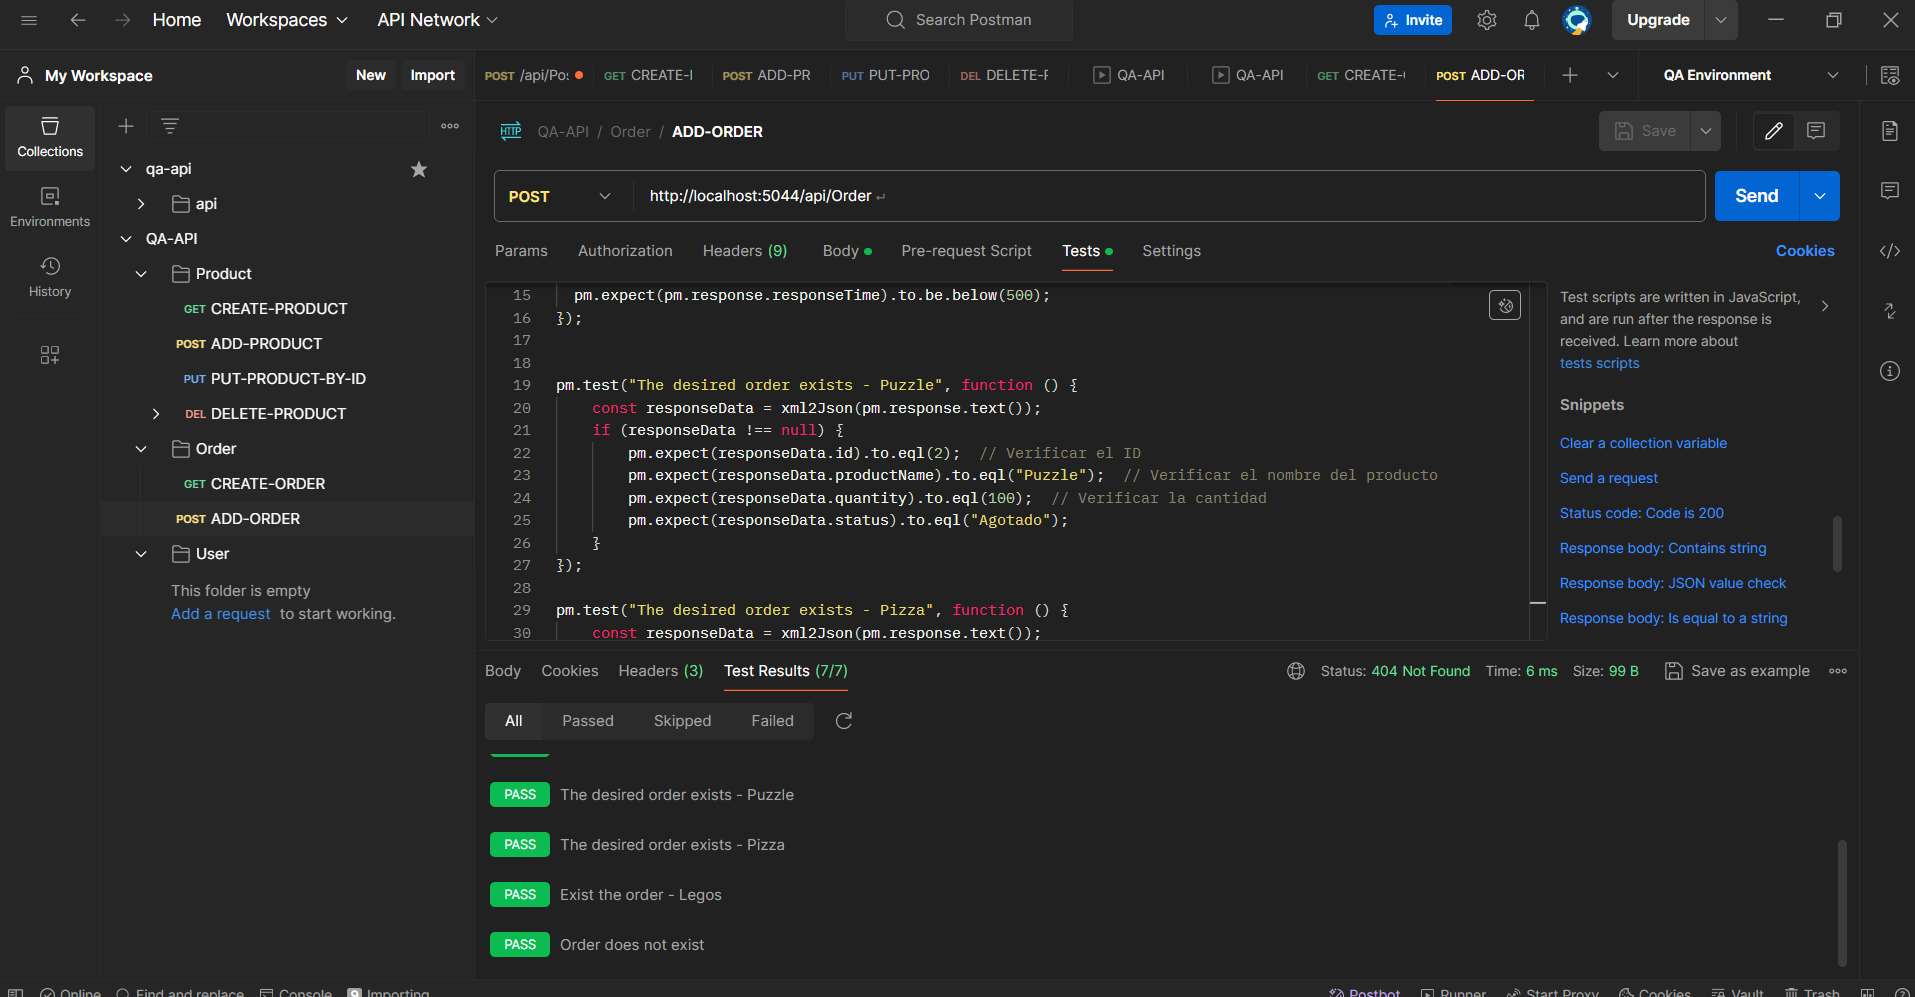 Home Workspaces API Network Search Postman Invite Upgrade
My Workspace New Import POST /api/Pos GET CREATE-I POST ADD-PR PUT PUT-PRO DEL DELETE-F QA-API QA-API GET CREATE-( POST ADD-OR QA Environment
Collections
Environments
History
qa-api
api
QA-API
Product
GET CREATE-PRODUCT
POST ADD-PRODUCT
PUT PUT-PRODUCT-BY-ID
DEL DELETE-PRODUCT
Order
GET CREATE-ORDER
POST ADD-ORDER
User
This folder is empty
Add a request to start working.
HTTP QA-API / Order / ADD-ORDER Save
POST http://localhost:5044/api/Order Send
Params Authorization Headers (9) Body Pre-request Script Tests Settings Cookies
15 pm.expect(pm.response.responseTime).to.be.below(500);
16 });
17
18
19 pm.test("The desired order exists - Puzzle", function () {
20 const responseData = xml2Json(pm.response.text());
21 if (responseData !== null) {
22 pm.expect(responseData.id).to.eql(2); // Verificar el ID
23 pm.expect(responseData.productName).to.eql("Puzzle"); // Verificar el nombre del producto
24 pm.expect(responseData.quantity).to.eql(100); // Verificar la cantidad
25 pm.expect(responseData.status).to.eql("Agotado");
26 }
27 });
28
29 pm.test("The desired order exists - Pizza", function () {
30 const responseData = xml2Json(pm.response.text());
Test scripts are written in JavaScript,
and are run after the response is
received. Learn more about
tests scripts
Snippets
Clear a collection variable
Send a request
Status code: Code is 200
Response body: Contains string
Response body: JSON value check
Response body: Is equal to a string
Body Cookies Headers (3) Test Results (7/7) Status: 404 Not Found Time: 6 ms Size: 99 B Save as example
All Passed Skipped Failed
PASS The desired order exists - Puzzle
PASS The desired order exists - Pizza
PASS Exist the order - Legos
PASS Order does not exist
Online Find and replace Console Importing Postbot Runner Start Proxy Cookies Vault Trash